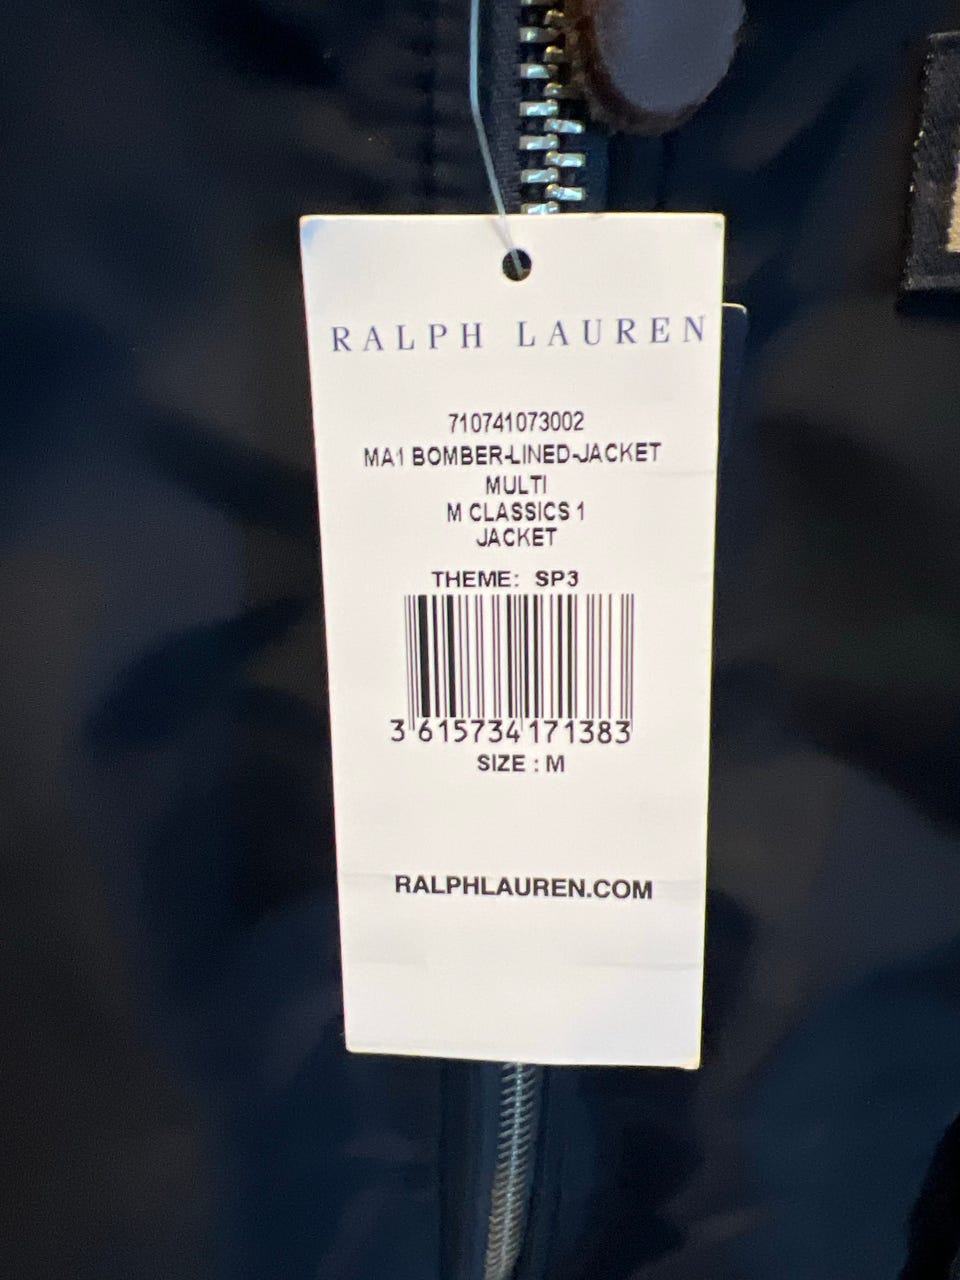 RALPH LAUREN
710741073002
MA1 BOMBER-LINED-JACKET
MULTI
M CLASSICS 1
JACKET
THEME: SP3
3 615734 171383
SIZE : M
RALPHLAUREN.COM